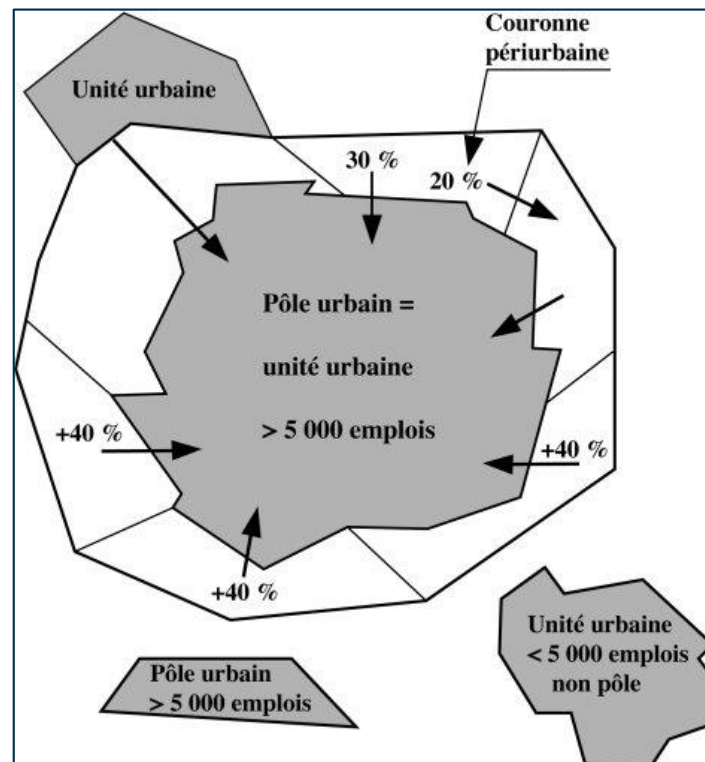 Couronne
périurbaine
Unité urbaine
30 %
20 %
Pôle urbain =
unité urbaine
> 5 000 emplois
+40 %
+40 %
+40 %
Pôle urbain
> 5 000 emplois
Unité urbaine
< 5 000 emplois
non pôle